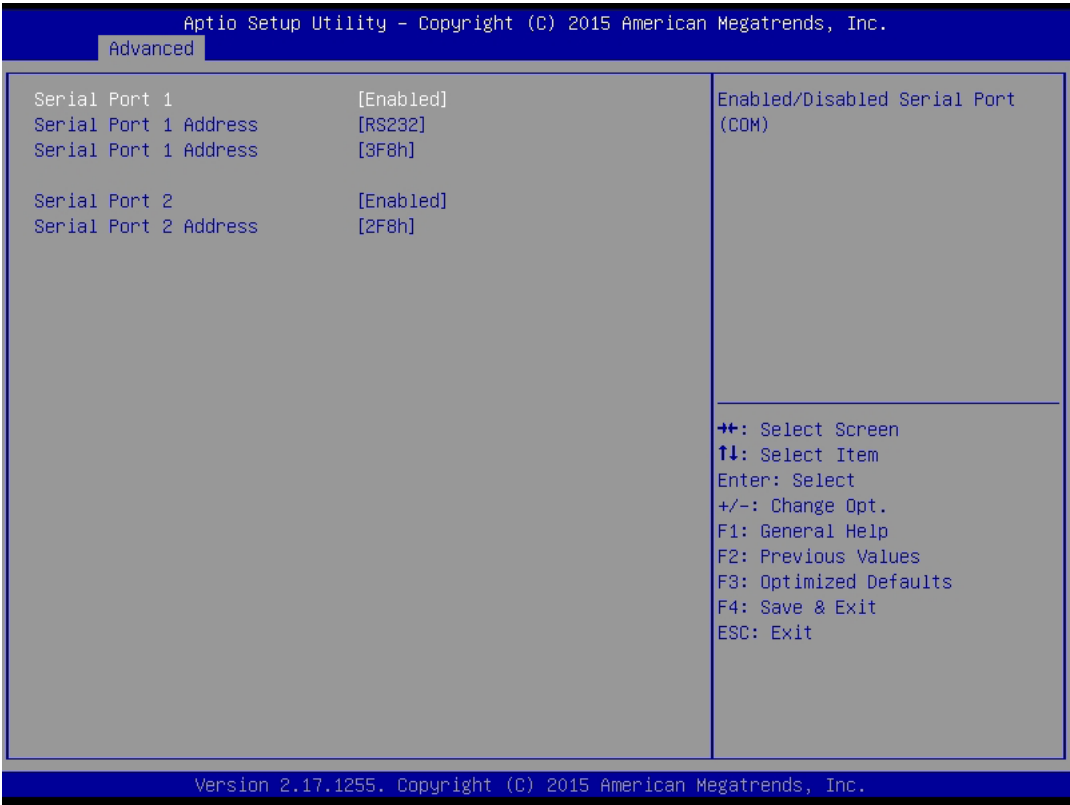 Aptio Setup Utility – Copyright (C) 2015 American Megatrends, Inc.
Advanced
Serial Port 1 [Enabled]
Serial Port 1 Address [RS232]
Serial Port 1 Address [3F8h]
Serial Port 2 [Enabled]
Serial Port 2 Address [2F8h]
Enabled/Disabled Serial Port
(COM)
→←: Select Screen
↑↓: Select Item
Enter: Select
+/-: Change Opt.
F1: General Help
F2: Previous Values
F3: Optimized Defaults
F4: Save & Exit
ESC: Exit
Version 2.17.1255. Copyright (C) 2015 American Megatrends, Inc.